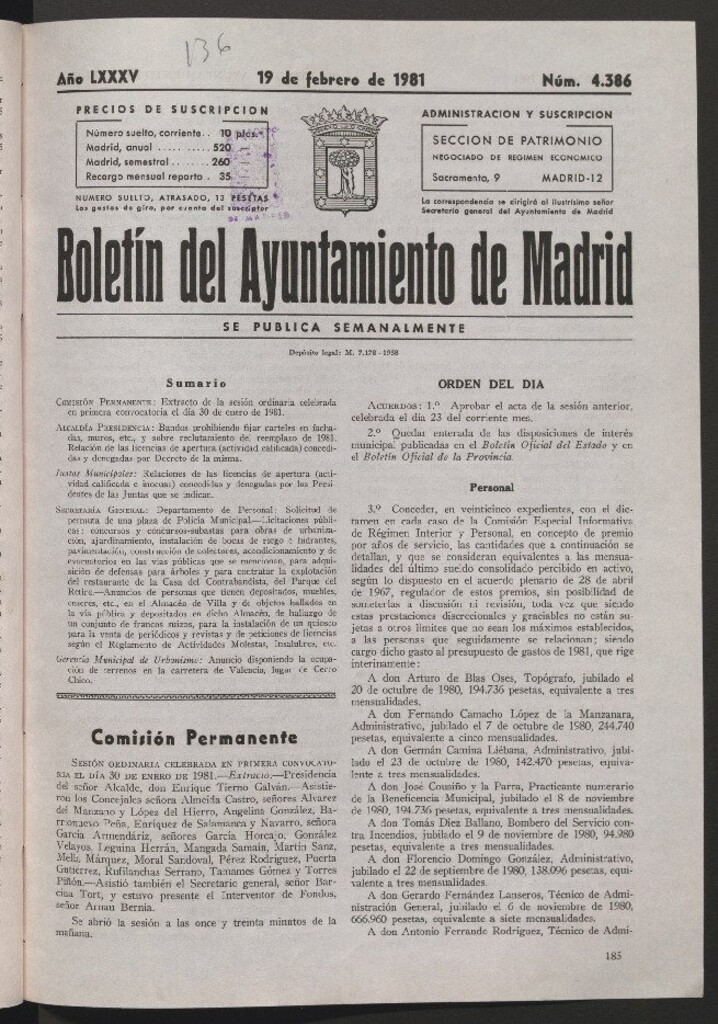 136
Año LXXXV
19 de febrero de 1981
Núm. 4.386
PRECIOS DE SUSCRIPCION
Número suelto, corriente.. 10 ptas.
Madrid, anual .......... 520
Madrid, semestral ........ 260
Recargo mensual reparto . 35
NUMERO SUELTO, ATRASADO, 13 PESETAS
Los gastos de giro, por cuenta del suscriptor
DE MADRID
ADMINISTRACION Y SUSCRIPCION
SECCION DE PATRIMONIO
NEGOCIADO DE REGIMEN ECONOMICO
Sacramento, 9 MADRID-12
La correspondencia se dirigirá al ilustrísimo señor
Secretario general del Ayuntamiento de Madrid
Boletín del Ayuntamiento de Madrid
SE PUBLICA SEMANALMENTE
Depósito legal: M. 7.178 - 1958
Sumario
COMISIÓN PERMANENTE: Extracto de la sesión ordinaria celebrada
en primera convocatoria el día 30 de enero de 1981.
ALCALDÍA PRESIDENCIA: Bandos prohibiendo fijar carteles en facha-
das, muros, etc., y sobre reclutamiento del reemplazo de 1981.
Relación de las licencias de apertura (actividad calificada) concedi-
das y denegadas por Decreto de la misma.
Juntas Municipales: Relaciones de las licencias de apertura (acti-
vidad calificada e inocua) concedidas y denegadas por los Presi-
dentes de las Juntas que se indican.
SECRETARÍA GENERAL: Departamento de Personal: Solicitud de
permuta de una plaza de Policía Municipal.—Licitaciones públi-
cas: concursos y concursos-subastas para obras de urbaniza-
ción, ajardinamiento, instalación de bocas de riego e hidrantes,
pavimentación, construcción de colectores, acondicionamiento y de
evacuatorios en las vías públicas que se mencionan, para adqui-
sición de defensas para árboles y para contratar la explotación
del restaurante de la Casa del Contrabandista, del Parque del
Retiro.—Anuncios de personas que tienen depositados, muebles,
enseres, etc., en el Almacén de Villa y de objetos hallados en
la vía pública y depositados en dicho Almacén, de hallazgo de
un conjunto de francos suizos, para la instalación de un quiosco
para la venta de periódicos y revistas y de peticiones de licencias
según el Reglamento de Actividades Molestas, Insalubres, etc.
Gerencia Municipal de Urbanismo: Anuncio disponiendo la ocupa-
ción de terrenos en la carretera de Valencia, lugar de Cerro
Chico.
Comisión Permanente
SESIÓN ORDINARIA CELEBRADA EN PRIMERA CONVOCATO-
RIA EL DÍA 30 DE ENERO DE 1981.—Extracto.—Presidencia
del señor Alcalde, don Enrique Tierno Galván.—Asistie-
ron los Concejales señora Almeida Castro, señores Alvarez
del Manzano y López del Hierro, Angelina González, Ba-
rrionuevo Peña, Enríquez de Salamanca y Navarro, señora
García Armendáriz, señores García Horcajo, González
Velayos, Leguina Herrán, Mangada Samain, Martín Sanz,
Mella Márquez, Moral Sandoval, Pérez Rodríguez, Puerta
Gutiérrez, Rufilanchas Serrano, Tamames Gómez y Torres
Piñón.—Asistió también el Secretario general, señor Bar-
cina Tort, y estuvo presente el Interventor de Fondos,
señor Arnau Bernia.
Se abrió la sesión a las once y treinta minutos de la
mañana.
ORDEN DEL DIA
ACUERDOS: 1.º Aprobar el acta de la sesión anterior,
celebrada el día 23 del corriente mes.
2.º Quedar enterada de las disposiciones de interés
municipal publicadas en el Boletín Oficial del Estado y en
el Boletín Oficial de la Provincia.
Personal
3.º Conceder, en veinticinco expedientes, con el dic-
tamen en cada caso de la Comisión Especial Informativa
de Régimen Interior y Personal, en concepto de premio
por años de servicio, las cantidades que a continuación se
detallan, y que se consideran equivalentes a las mensua-
lidades del último sueldo consolidado percibido en activo,
según lo dispuesto en el acuerdo plenario de 28 de abril
de 1967, regulador de estos premios, sin posibilidad de
someterlas a discusión ni revisión, toda vez que siendo
estas prestaciones discrecionales y graciables no están su-
jetas a otros límites que no sean los máximos establecidos,
a las personas que seguidamente se relacionan; siendo
cargo dicho gasto al presupuesto de gastos de 1981, que rige
interinamente:
A don Arturo de Blas Oses, Topógrafo, jubilado el
20 de octubre de 1980, 194.736 pesetas, equivalente a tres
mensualidades.
A don Fernando Camacho López de la Manzanara,
Administrativo, jubilado el 7 de octubre de 1980, 244.740
pesetas, equivalente a cinco mensualidades.
A don Germán Camina Liébana, Administrativo, jubi-
lado el 23 de octubre de 1980, 142.470 pesetas, equiva-
lente a tres mensualidades.
A don José Cousiño y la Parra, Practicante numerario
de la Beneficencia Municipal, jubilado el 8 de noviembre
de 1980, 194.736 pesetas, equivalente a tres mensualidades.
A don Tomás Díez Ballano, Bombero del Servicio con-
tra Incendios, jubilado el 9 de noviembre de 1980, 94.980
pesetas, equivalente a tres mensualidades.
A don Florencio Domingo González, Administrativo,
jubilado el 22 de septiembre de 1980, 138.096 pesetas, equi-
valente a tres mensualidades.
A don Gerardo Fernández Lanseros, Técnico de Admi-
nistración General, jubilado el 6 de noviembre de 1980,
666.960 pesetas, equivalente a siete mensualidades.
A don Antonio Ferrando Rodríguez, Técnico de Admi-
185